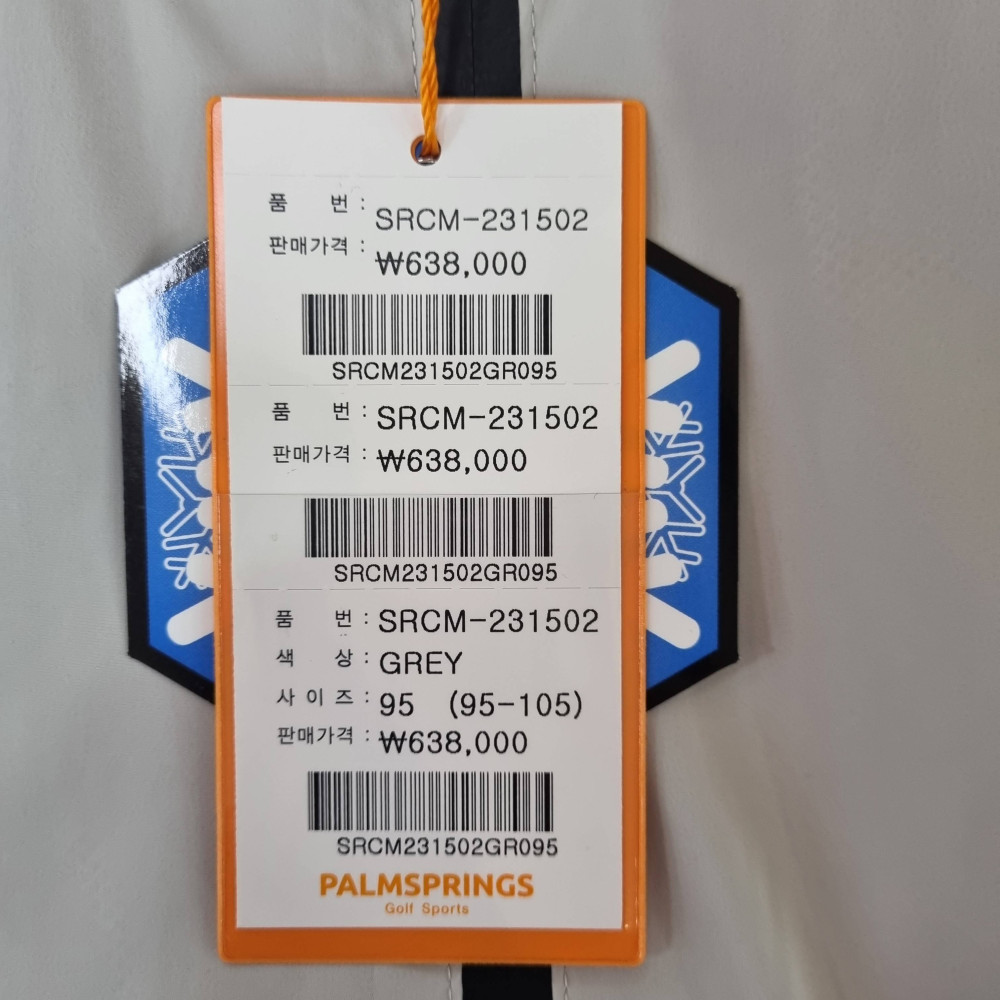 품 번 : SRCM-231502
판매가격 : ₩638,000
SRCM231502GR095
품 번 : SRCM-231502
판매가격 : ₩638,000
SRCM231502GR095
품 번 : SRCM-231502
색 상 : GREY
사 이 즈 : 95 (95-105)
판매가격 : ₩638,000
SRCM231502GR095
PALMSPRINGS
Golf Sports